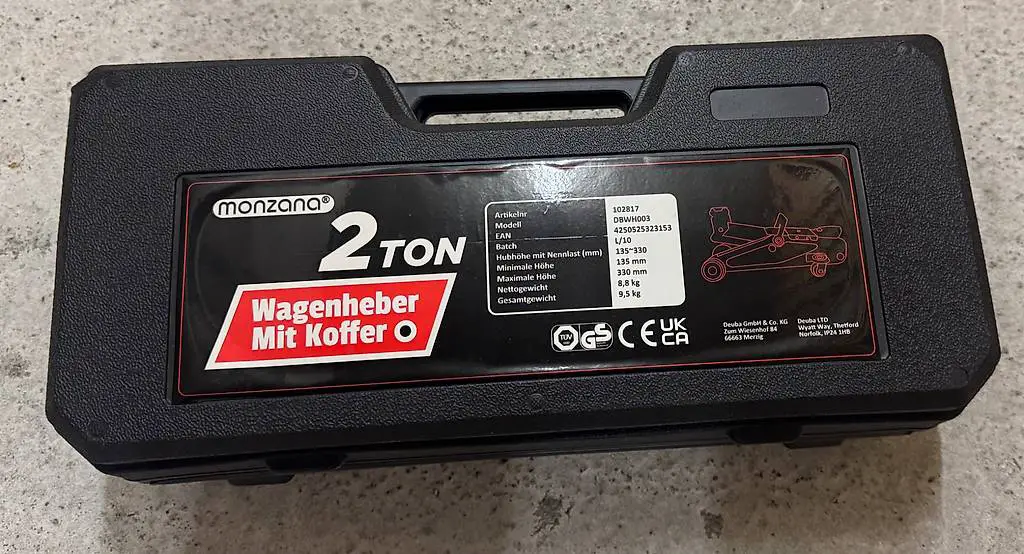 monzana®
2 TON
Wagenheber
Mit Koffer
Artikelnr 102817
Modell DBWH003
EAN 4250525323153
Batch L/10
Hubhöhe mit Nennlast (mm) 135~330
Minimale Höhe 135 mm
Maximale Höhe 330 mm
Nettogewicht 8,8 kg
Gesamtgewicht 9,5 kg
TÜV GS CE UK
CA
Deuba GmbH & Co. KG
Zum Wiesenhof 84
66663 Merzig
Deuba LTD
Wyatt Way, Thetford
Norfolk, IP24 1HB